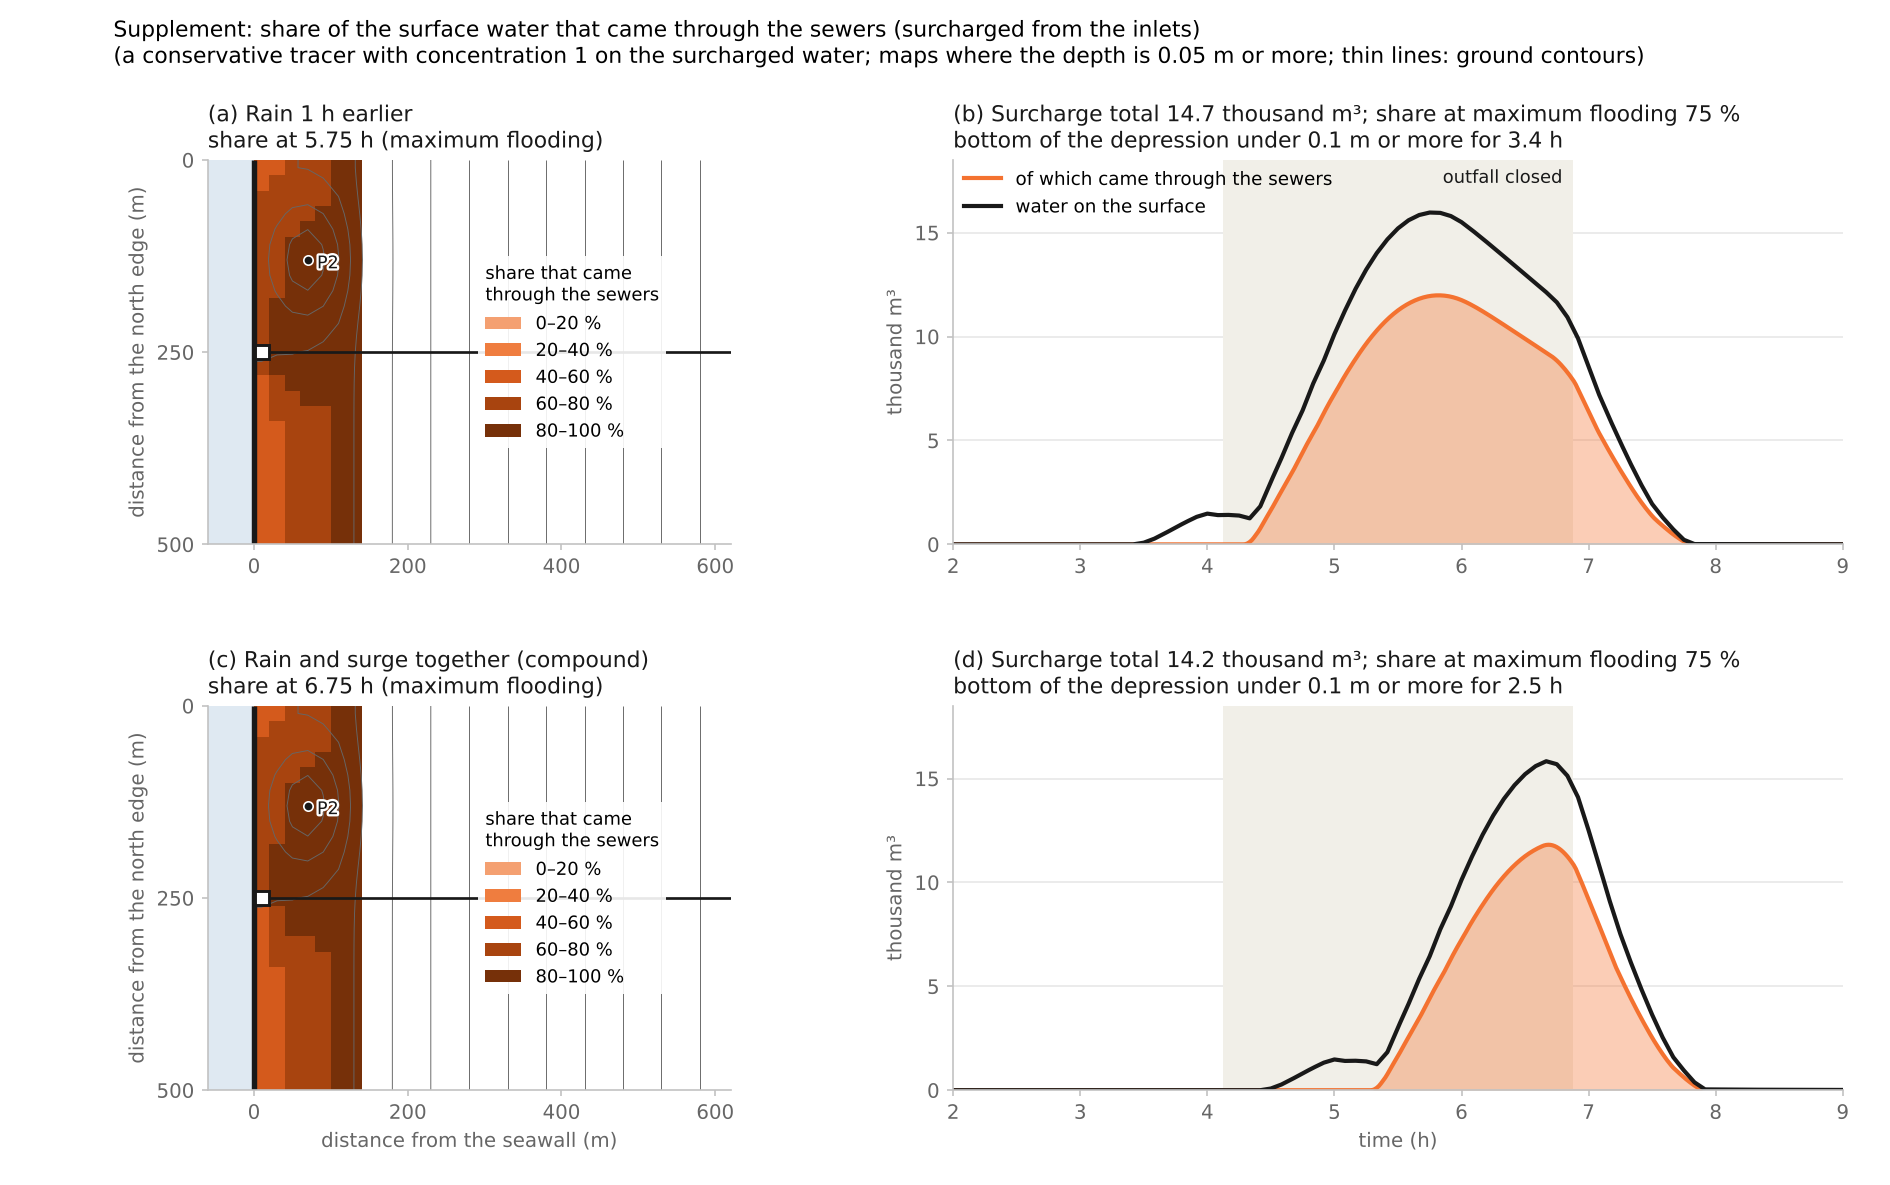 Supplement: share of the surface water that came through the sewers (surcharged from the inlets)
(a conservative tracer with concentration 1 on the surcharged water; maps where the depth is 0.05 m or more; thin lines: ground contours)
(a) Rain 1 h earlier
share at 5.75 h (maximum flooding)
distance from the north edge (m)
0
250
500
P2
share that came
through the sewers
0–20 %
20–40 %
40–60 %
60–80 %
80–100 %
0
200
400
600
(b) Surcharge total 14.7 thousand m³; share at maximum flooding 75 %
bottom of the depression under 0.1 m or more for 3.4 h
of which came through the sewers
water on the surface
outfall closed
thousand m³
15
10
5
0
2
3
4
5
6
7
8
9
(c) Rain and surge together (compound)
share at 6.75 h (maximum flooding)
distance from the north edge (m)
0
250
500
P2
share that came
through the sewers
0–20 %
20–40 %
40–60 %
60–80 %
80–100 %
0
200
400
600
distance from the seawall (m)
(d) Surcharge total 14.2 thousand m³; share at maximum flooding 75 %
bottom of the depression under 0.1 m or more for 2.5 h
thousand m³
15
10
5
0
2
3
4
5
6
7
8
9
time (h)